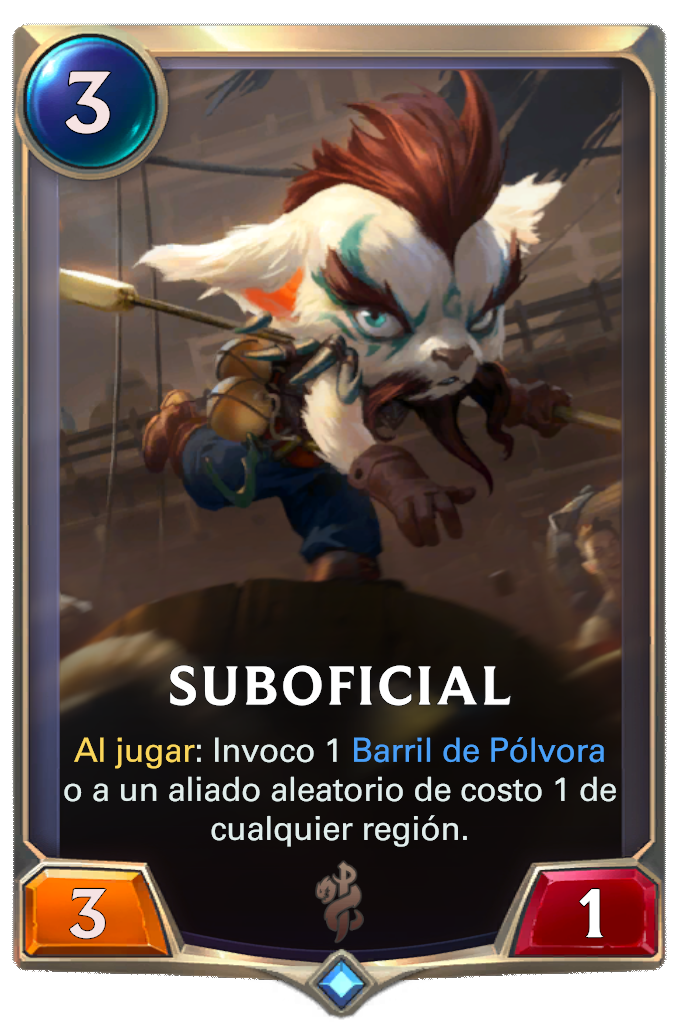 3
SUBOFICIAL
Al jugar: Invoco 1 Barril de Pólvora
o a un aliado aleatorio de costo 1 de
cualquier región.
3
1